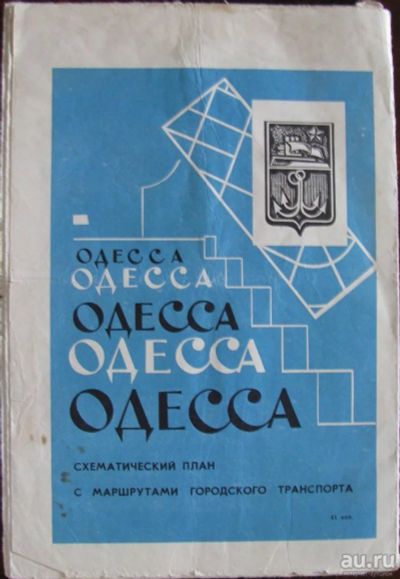 ОДЕССА
ОДЕССА
ОДЕССА
ОДЕССА
ОДЕССА
СХЕМАТИЧЕСКИЙ ПЛАН
С МАРШРУТАМИ ГОРОДСКОГО ТРАНСПОРТА
au.ru